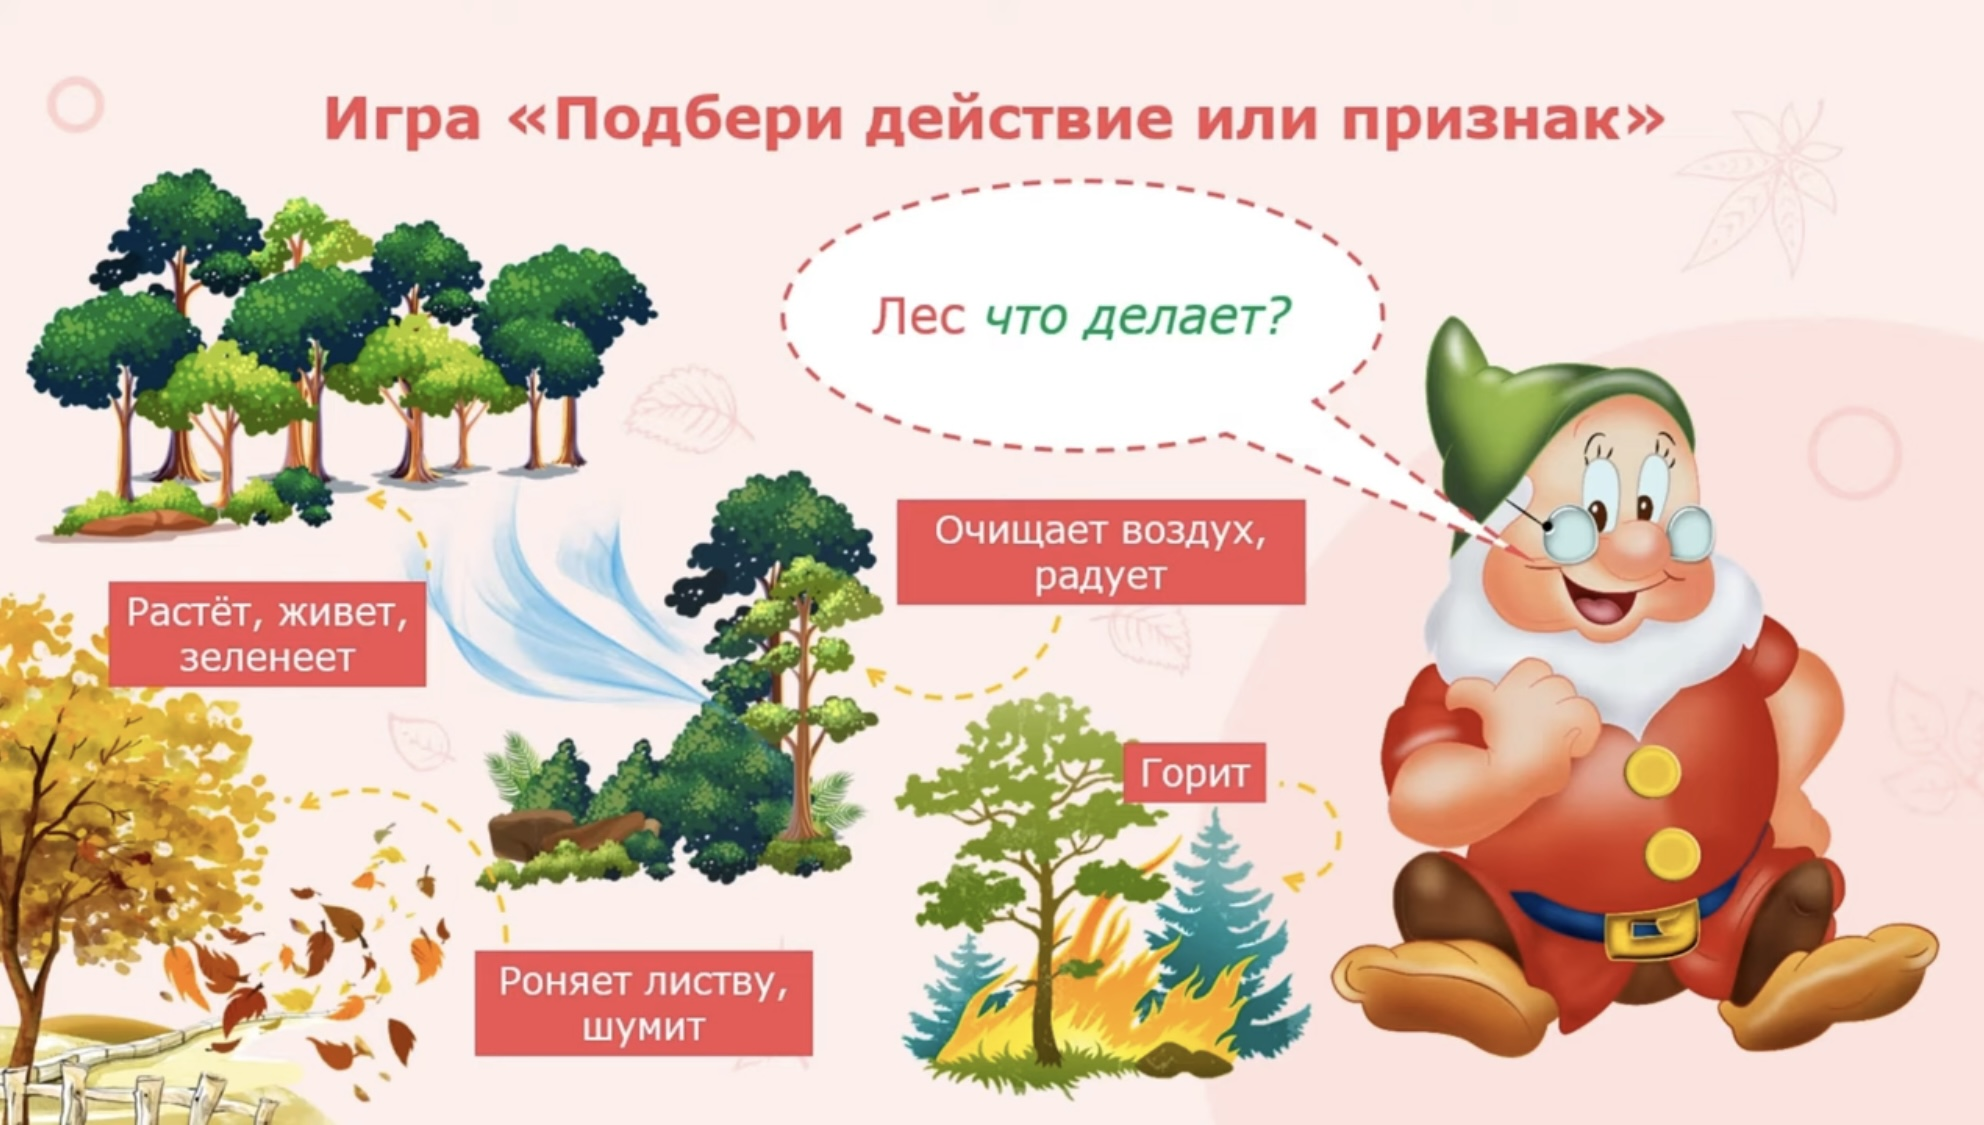 Игра «Подбери действие или признак»
Лес что делает?
Очищает воздух,
радует
Растёт, живет,
зеленеет
Горит
Роняет листву,
шумит